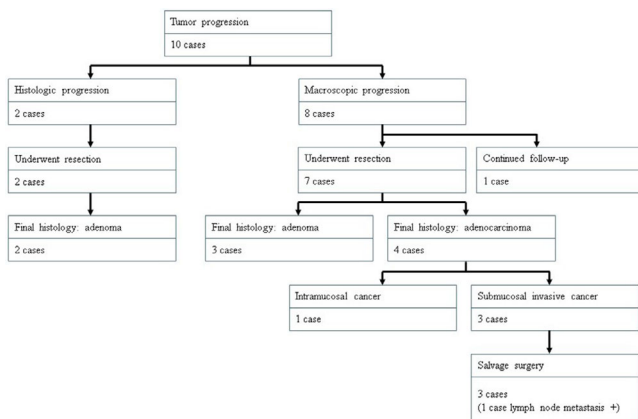 Tumor progression
10 cases
Histologic progression
2 cases
Macroscopic progression
8 cases
Underwent resection
2 cases
Underwent resection
7 cases
Continued follow-up
1 case
Final histology: adenoma
2 cases
Final histology: adenoma
3 cases
Final histology: adenocarcinoma
4 cases
Intramucosal cancer
1 case
Submucosal invasive cancer
3 cases
Salvage surgery
3 cases
(1 case lymph node metastasis +)